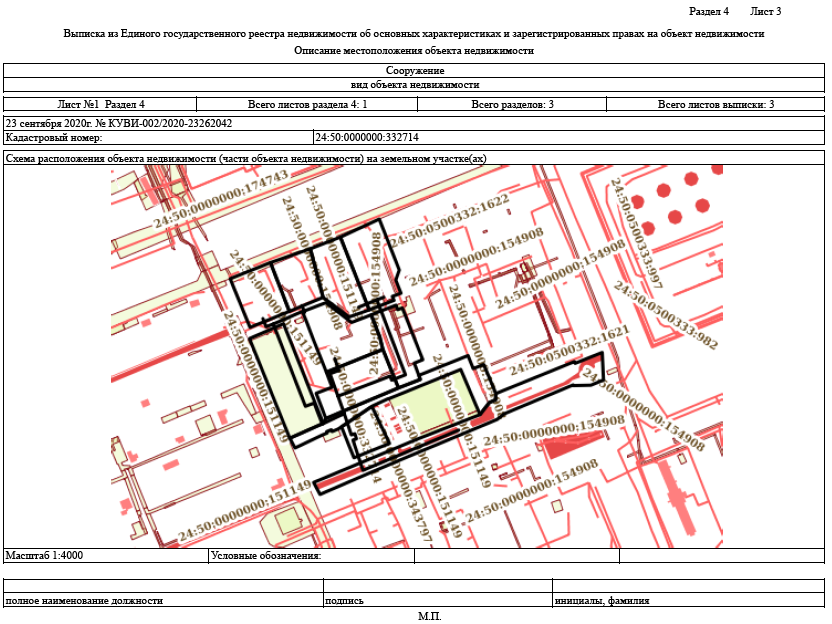 Раздел 4 Лист 3
Выписка из Единого государственного реестра недвижимости об основных характеристиках и зарегистрированных правах на объект недвижимости
Описание местоположения объекта недвижимости
Сооружение
вид объекта недвижимости
Лист №1 Раздел 4 Всего листов раздела 4: 1 Всего разделов: 3 Всего листов выписки: 3
23 сентября 2020г. № КУВИ-002/2020-23262042
Кадастровый номер: 24:50:0000000:332714
Схема расположения объекта недвижимости (части объекта недвижимости) на земельном участке(ах)
24:50:0000000:174743
24:50:0500332:1622
24:50:0500333:997
24:50:0000000:154908
24:50:0000000:154908
24:50:0500333:982
24:50:0000000:151149
24:50:0500332:1621
24:50:0000000:154908
24:50:0000000:154908
24:50:0000000:154908
24:50:0000000:151149
Масштаб 1:4000 Условные обозначения:
полное наименование должности подпись инициалы, фамилия
М.П.